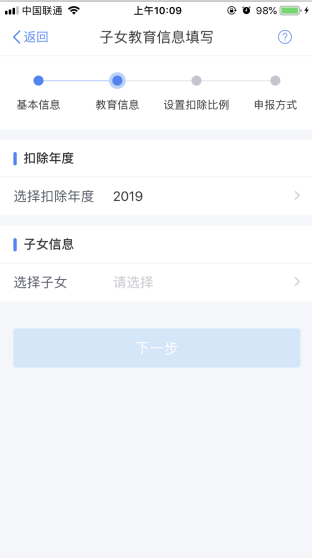 中国联通 上午10:09 98%
返回 子女教育信息填写 ?
基本信息 教育信息 设置扣除比例 申报方式
扣除年度
选择扣除年度 2019
子女信息
选择子女 请选择
下一步